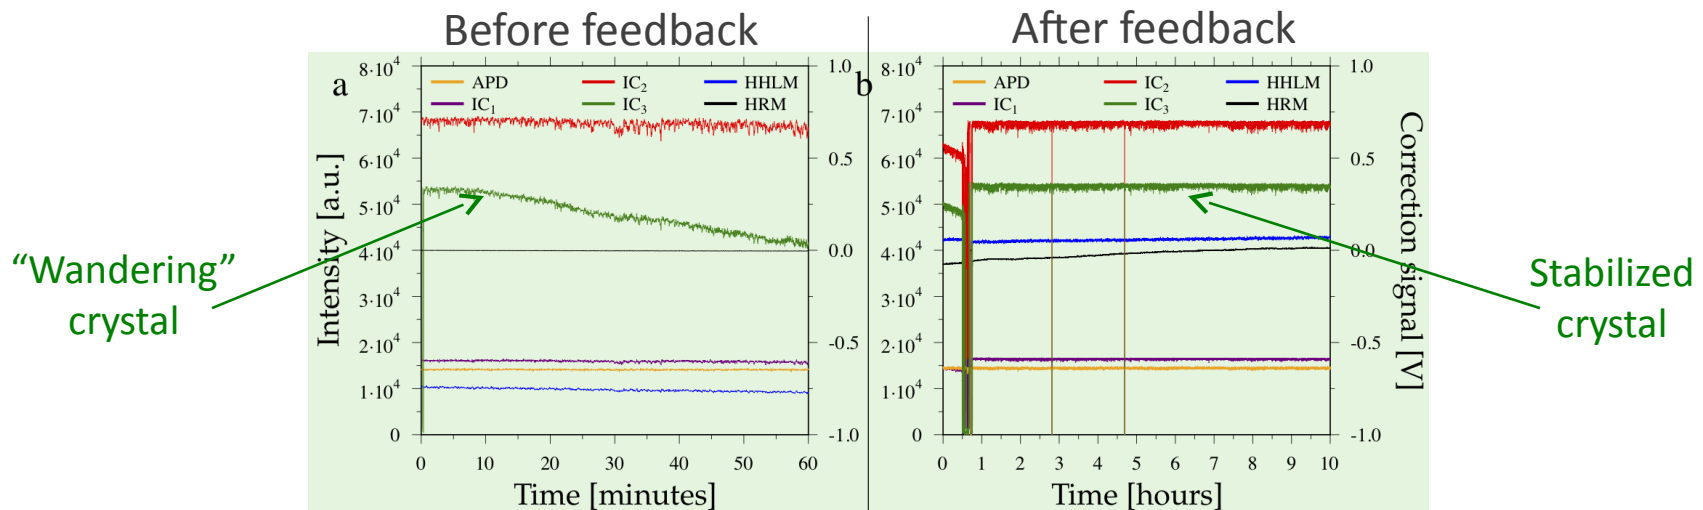 Before feedback
After feedback
a
8·10⁴
7·10⁴
6·10⁴
5·10⁴
4·10⁴
3·10⁴
2·10⁴
1·10⁴
0
APD
IC₁
IC₂
IC₃
HHLM
HRM
1.0
0.5
0.0
-0.5
-1.0
Intensity [a.u.]
0 10 20 30 40 50 60
Time [minutes]
"Wandering"
crystal
b
8·10⁴
7·10⁴
6·10⁴
5·10⁴
4·10⁴
3·10⁴
2·10⁴
1·10⁴
0
APD
IC₁
IC₂
IC₃
HHLM
HRM
1.0
0.5
0.0
-0.5
-1.0
Correction signal [V]
0 1 2 3 4 5 6 7 8 9 10
Time [hours]
Stabilized
crystal